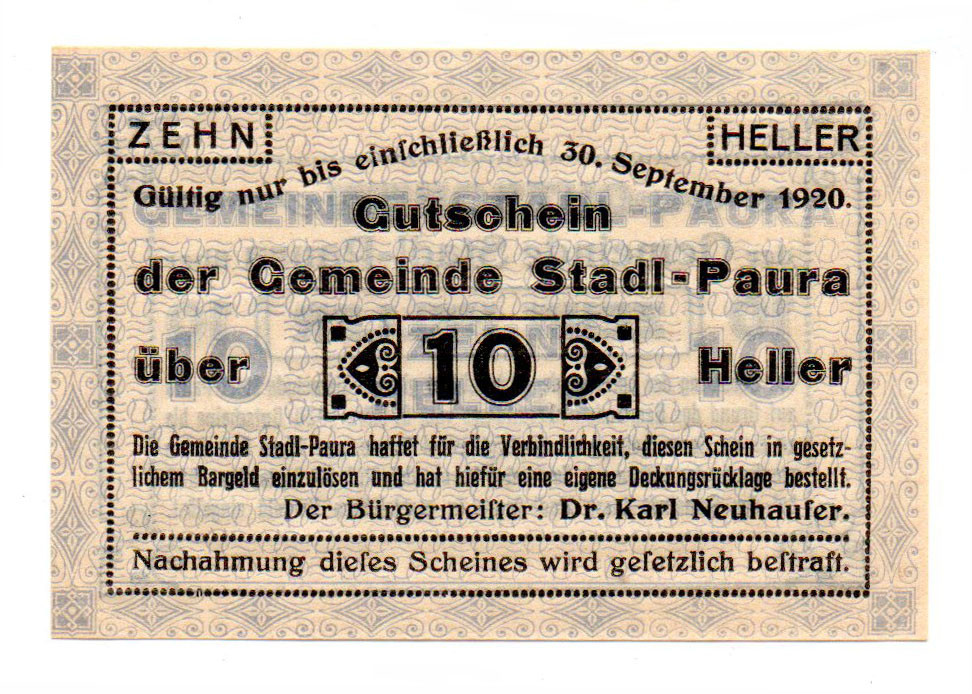 ZEHN HELLER
Gültig nur bis einſchließlich 30. September 1920.
Gutschein
der Gemeinde Stadl-Paura
über 10 Heller
Die Gemeinde Stadl-Paura haftet für die Verbindlichkeit, diesen Schein in gesetz-
lichem Bargeld einzulösen und hat hiefür eine eigene Deckungsrücklage bestellt.
Der Bürgermeiſter: Dr. Karl Neuhauſer.
Nachahmung dieſes Scheines wird geſetzlich beſtraft.